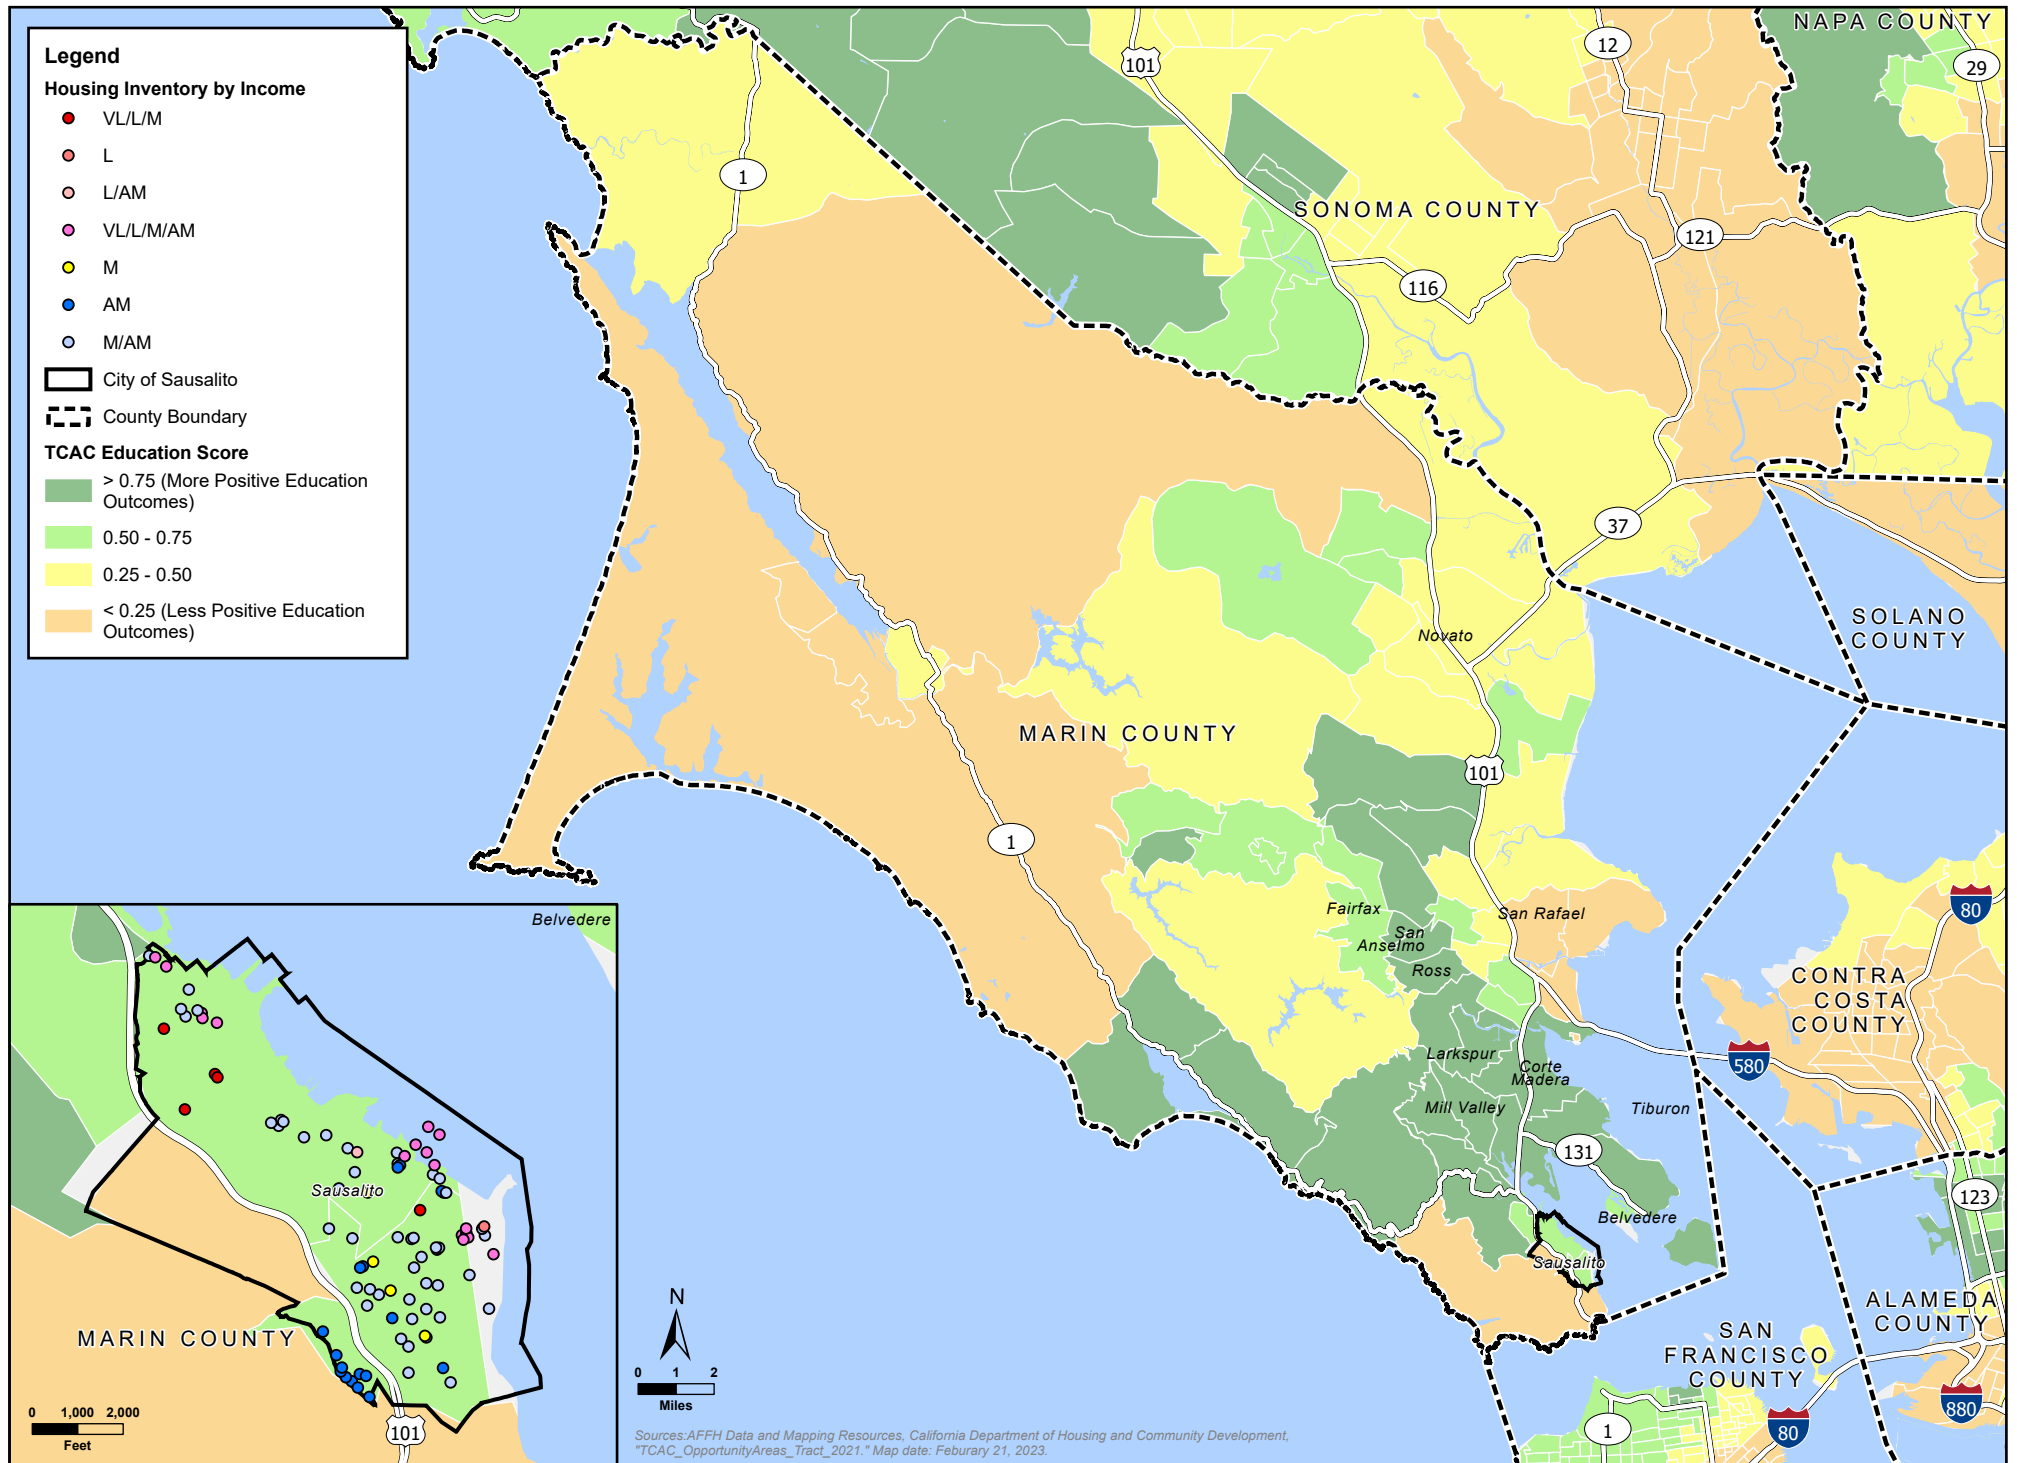 Legend
Housing Inventory by Income
VL/L/M
L
L/AM
VL/L/M/AM
M
AM
M/AM
City of Sausalito
County Boundary
TCAC Education Score
> 0.75 (More Positive Education
Outcomes)
0.50 - 0.75
0.25 - 0.50
< 0.25 (Less Positive Education
Outcomes)
NAPA COUNTY
12
101
29
1
SONOMA COUNTY
121
116
37
SOLANO
COUNTY
Novato
MARIN COUNTY
101
1
80
Fairfax
San Rafael
San
Anselmo
Ross
CONTRA
COSTA
COUNTY
Larkspur
Corte
Madera
580
Mill Valley
Tiburon
131
123
Belvedere
Sausalito
ALAMEDA
COUNTY
SAN
FRANCISCO
COUNTY
880
1
80
Belvedere
Sausalito
MARIN COUNTY
101
0 1,000 2,000
Feet
N
0 1 2
Miles
Sources:AFFH Data and Mapping Resources, California Department of Housing and Community Development,
"TCAC_OpportunityAreas_Tract_2021." Map date: Feburary 21, 2023.